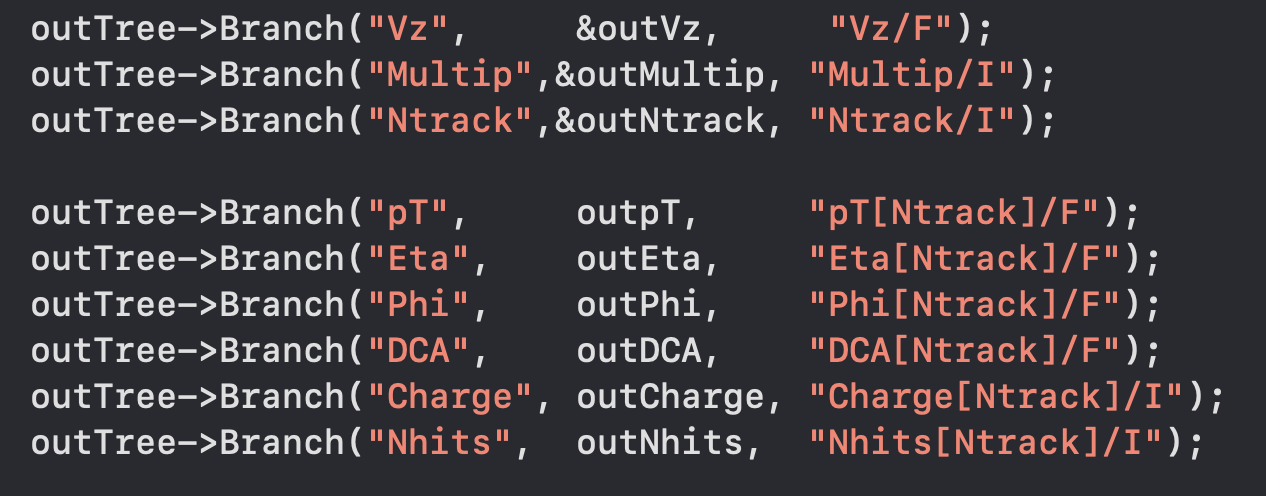 outTree->Branch("Vz",     &outVz,     "Vz/F");
outTree->Branch("Multip",&outMultip, "Multip/I");
outTree->Branch("Ntrack",&outNtrack, "Ntrack/I");
outTree->Branch("pT",     outpT,     "pT[Ntrack]/F");
outTree->Branch("Eta",    outEta,    "Eta[Ntrack]/F");
outTree->Branch("Phi",    outPhi,    "Phi[Ntrack]/F");
outTree->Branch("DCA",    outDCA,    "DCA[Ntrack]/F");
outTree->Branch("Charge", outCharge, "Charge[Ntrack]/I");
outTree->Branch("Nhits",  outNhits,  "Nhits[Ntrack]/I");